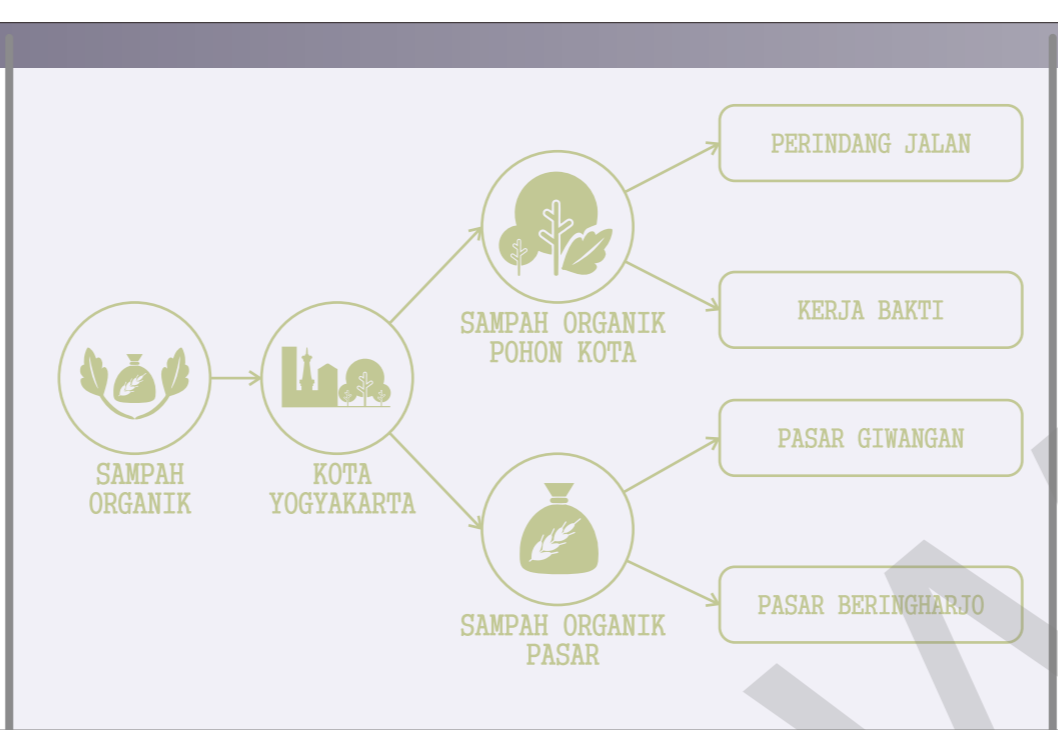 SAMPAH
ORGANIK
KOTA
YOGYAKARTA
SAMPAH ORGANIK
POHON KOTA
PERINDANG JALAN
KERJA BAKTI
SAMPAH ORGANIK
PASAR
PASAR GIWANGAN
PASAR BERINGHARJO